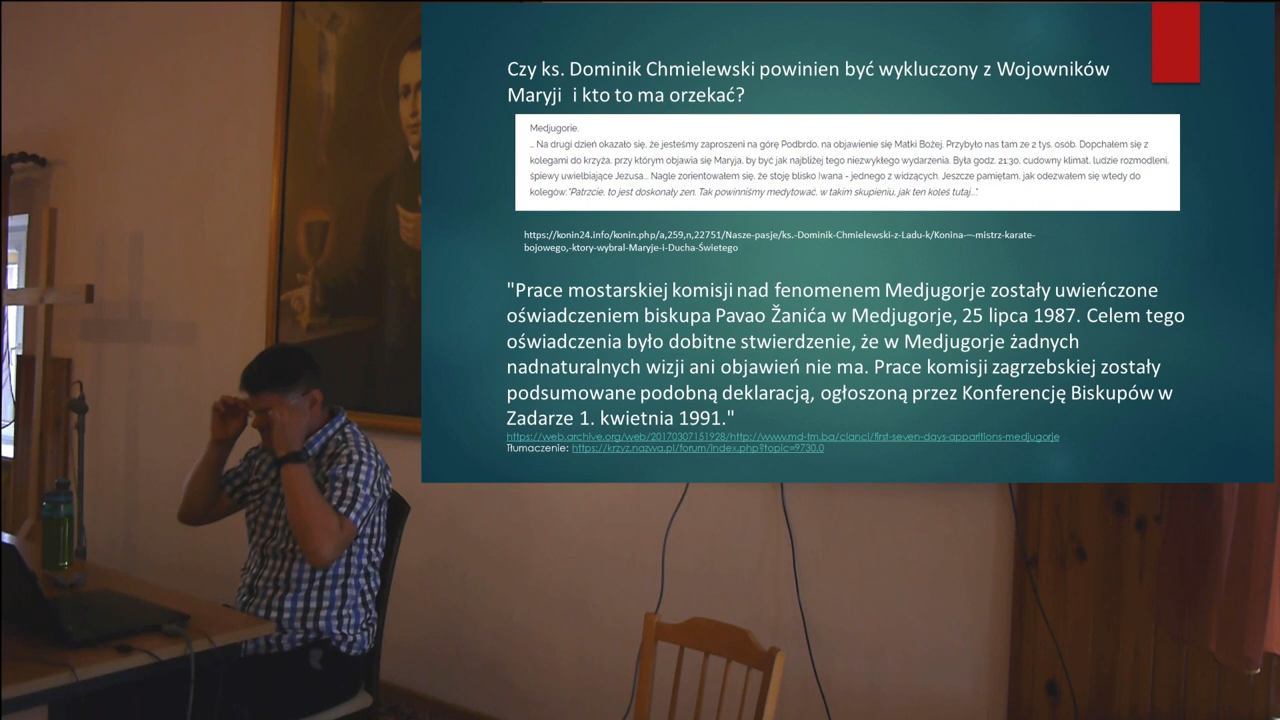 Czy ks. Dominik Chmielewski powinien być wykluczony z Wojowników
Maryji i kto to ma orzekać?
Medjugorie.
... Na drugi dzień okazało się, że jesteśmy zaproszeni na górę Podbrdo, na objawienie się Matki Bożej. Przybyło nas tam ze 2 tys. osób. Dopchałem się z
kolegami do krzyża, przy którym objawia się Maryja, by być jak najbliżej tego niezwykłego wydarzenia. Była godz. 21:30, cudowny klimat, ludzie rozmodleni,
śpiewy uwielbiające Jezusa... Nagle zorientowałem się, że stoję blisko Iwana - jednego z widzących. Jeszcze pamiętam, jak odezwałem się wtedy do
kolegów: "Patrzcie, to jest doskonały zen. Tak powinniśmy medytować, w takim skupieniu, jak ten koleś tutaj...".
https://konin24.info/konin.php/a,259,n,22751/Nasze-pasje/ks.-Dominik-Chmielewski-z-Ladu-k/Konina-–-mistrz-karate-
bojowego,-ktory-wybral-Maryje-i-Ducha-Świetego
"Prace mostarskiej komisji nad fenomenem Medjugorje zostały uwieńczone
oświadczeniem biskupa Pavao Žanića w Medjugorje, 25 lipca 1987. Celem tego
oświadczenia było dobitne stwierdzenie, że w Medjugorje żadnych
nadnaturalnych wizji ani objawień nie ma. Prace komisji zagrzebskiej zostały
podsumowane podobną deklaracją, ogłoszoną przez Konferencję Biskupów w
Zadarze 1. kwietnia 1991."
https://web.archive.org/web/20170307151928/http://www.md-tm.ba/clanci/first-seven-days-apparitions-medjugorje
Tłumaczenie: https://krzyz.nazwa.pl/forum/index.php?topic=9730.0